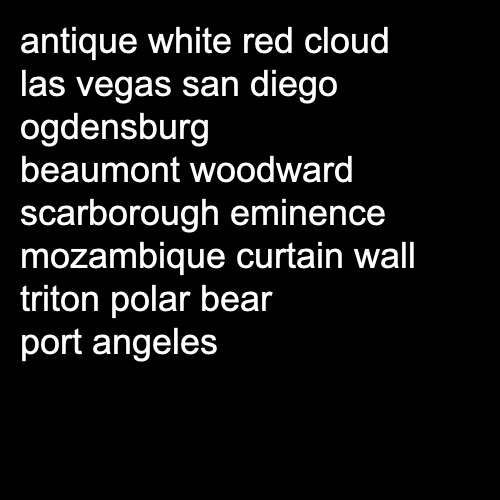 antique white red cloud
las vegas san diego
ogdensburg
beaumont woodward
scarborough eminence
mozambique curtain wall
triton polar bear
port angeles